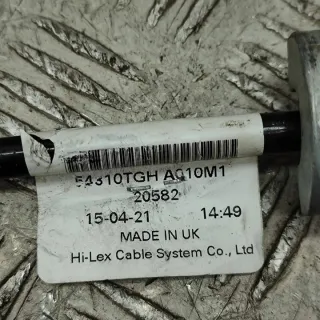 54310TGH A010M1
20582
15-04-21 14:49
MADE IN UK
Hi-Lex Cable System Co., Ltd